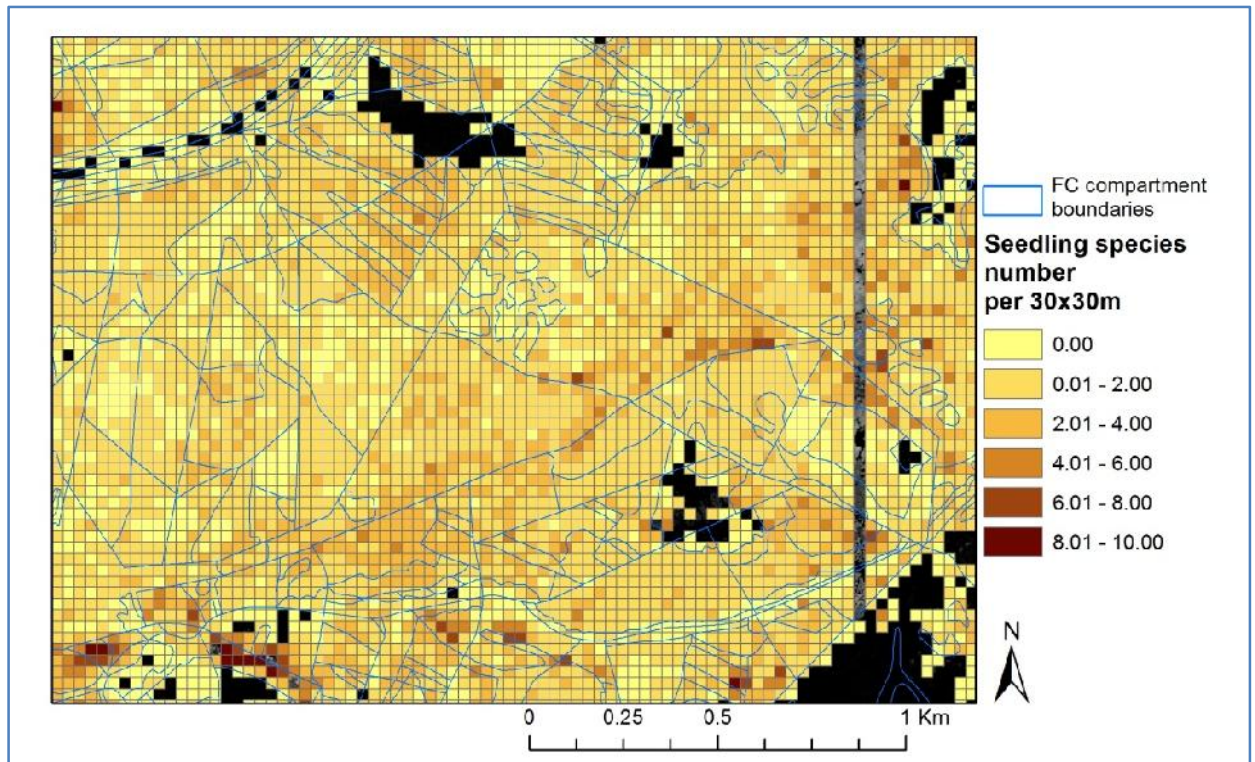 FC compartment
boundaries
Seedling species
number
per 30x30m
0.00
0.01 - 2.00
2.01 - 4.00
4.01 - 6.00
6.01 - 8.00
8.01 - 10.00
N
0 0.25 0.5 1 Km